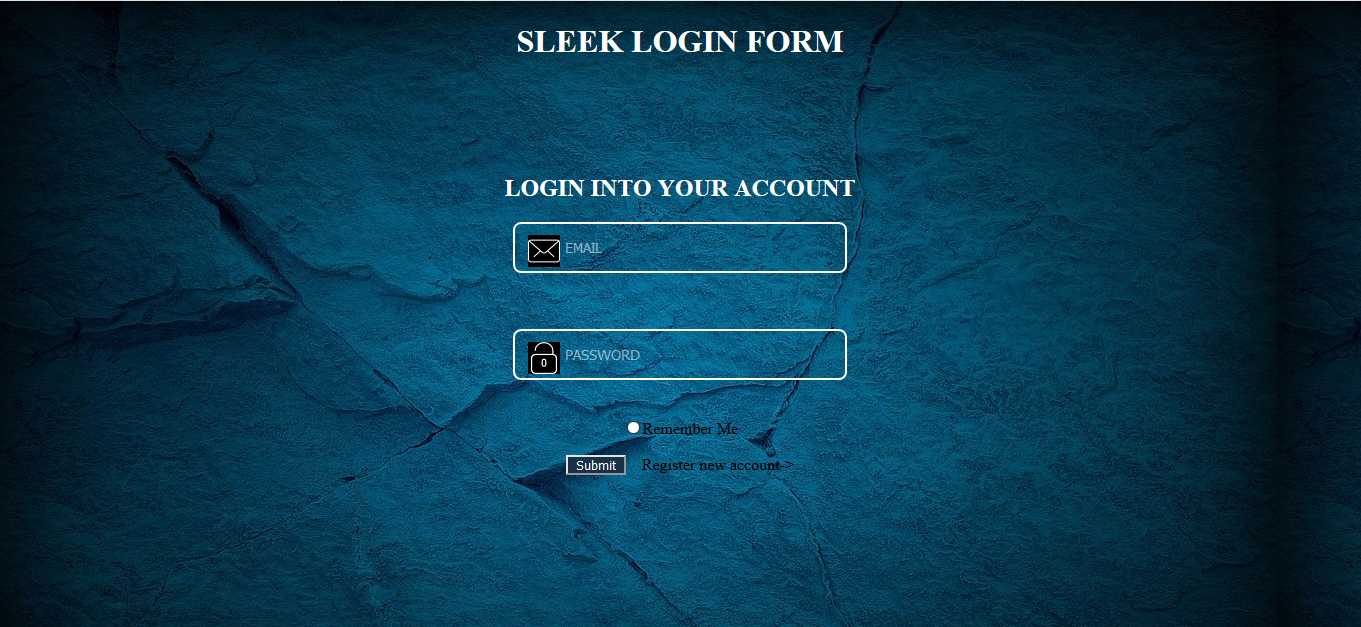 SLEEK LOGIN FORM
LOGIN INTO YOUR ACCOUNT
EMAIL
0 PASSWORD
Remember Me
Submit Register new account->